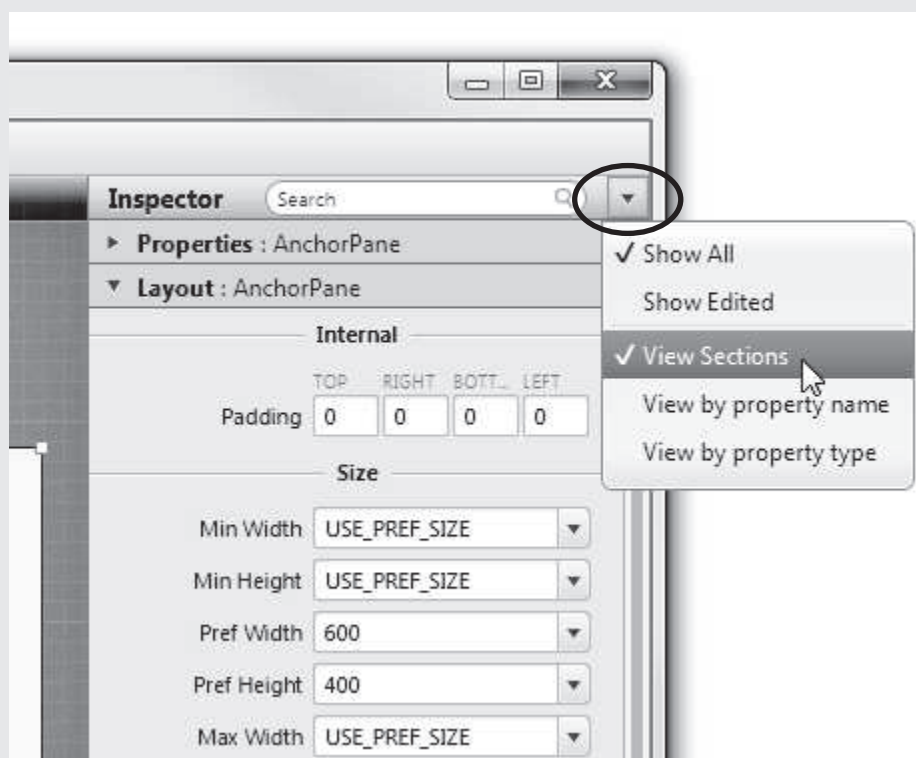 Inspector Search
Properties : AnchorPane
Layout : AnchorPane
Show All
Show Edited
View Sections
View by property name
View by property type
Internal
TOP RIGHT BOTT... LEFT
Padding 0 0 0 0
Size
Min Width USE_PREF_SIZE
Min Height USE_PREF_SIZE
Pref Width 600
Pref Height 400
Max Width USE_PREF_SIZE